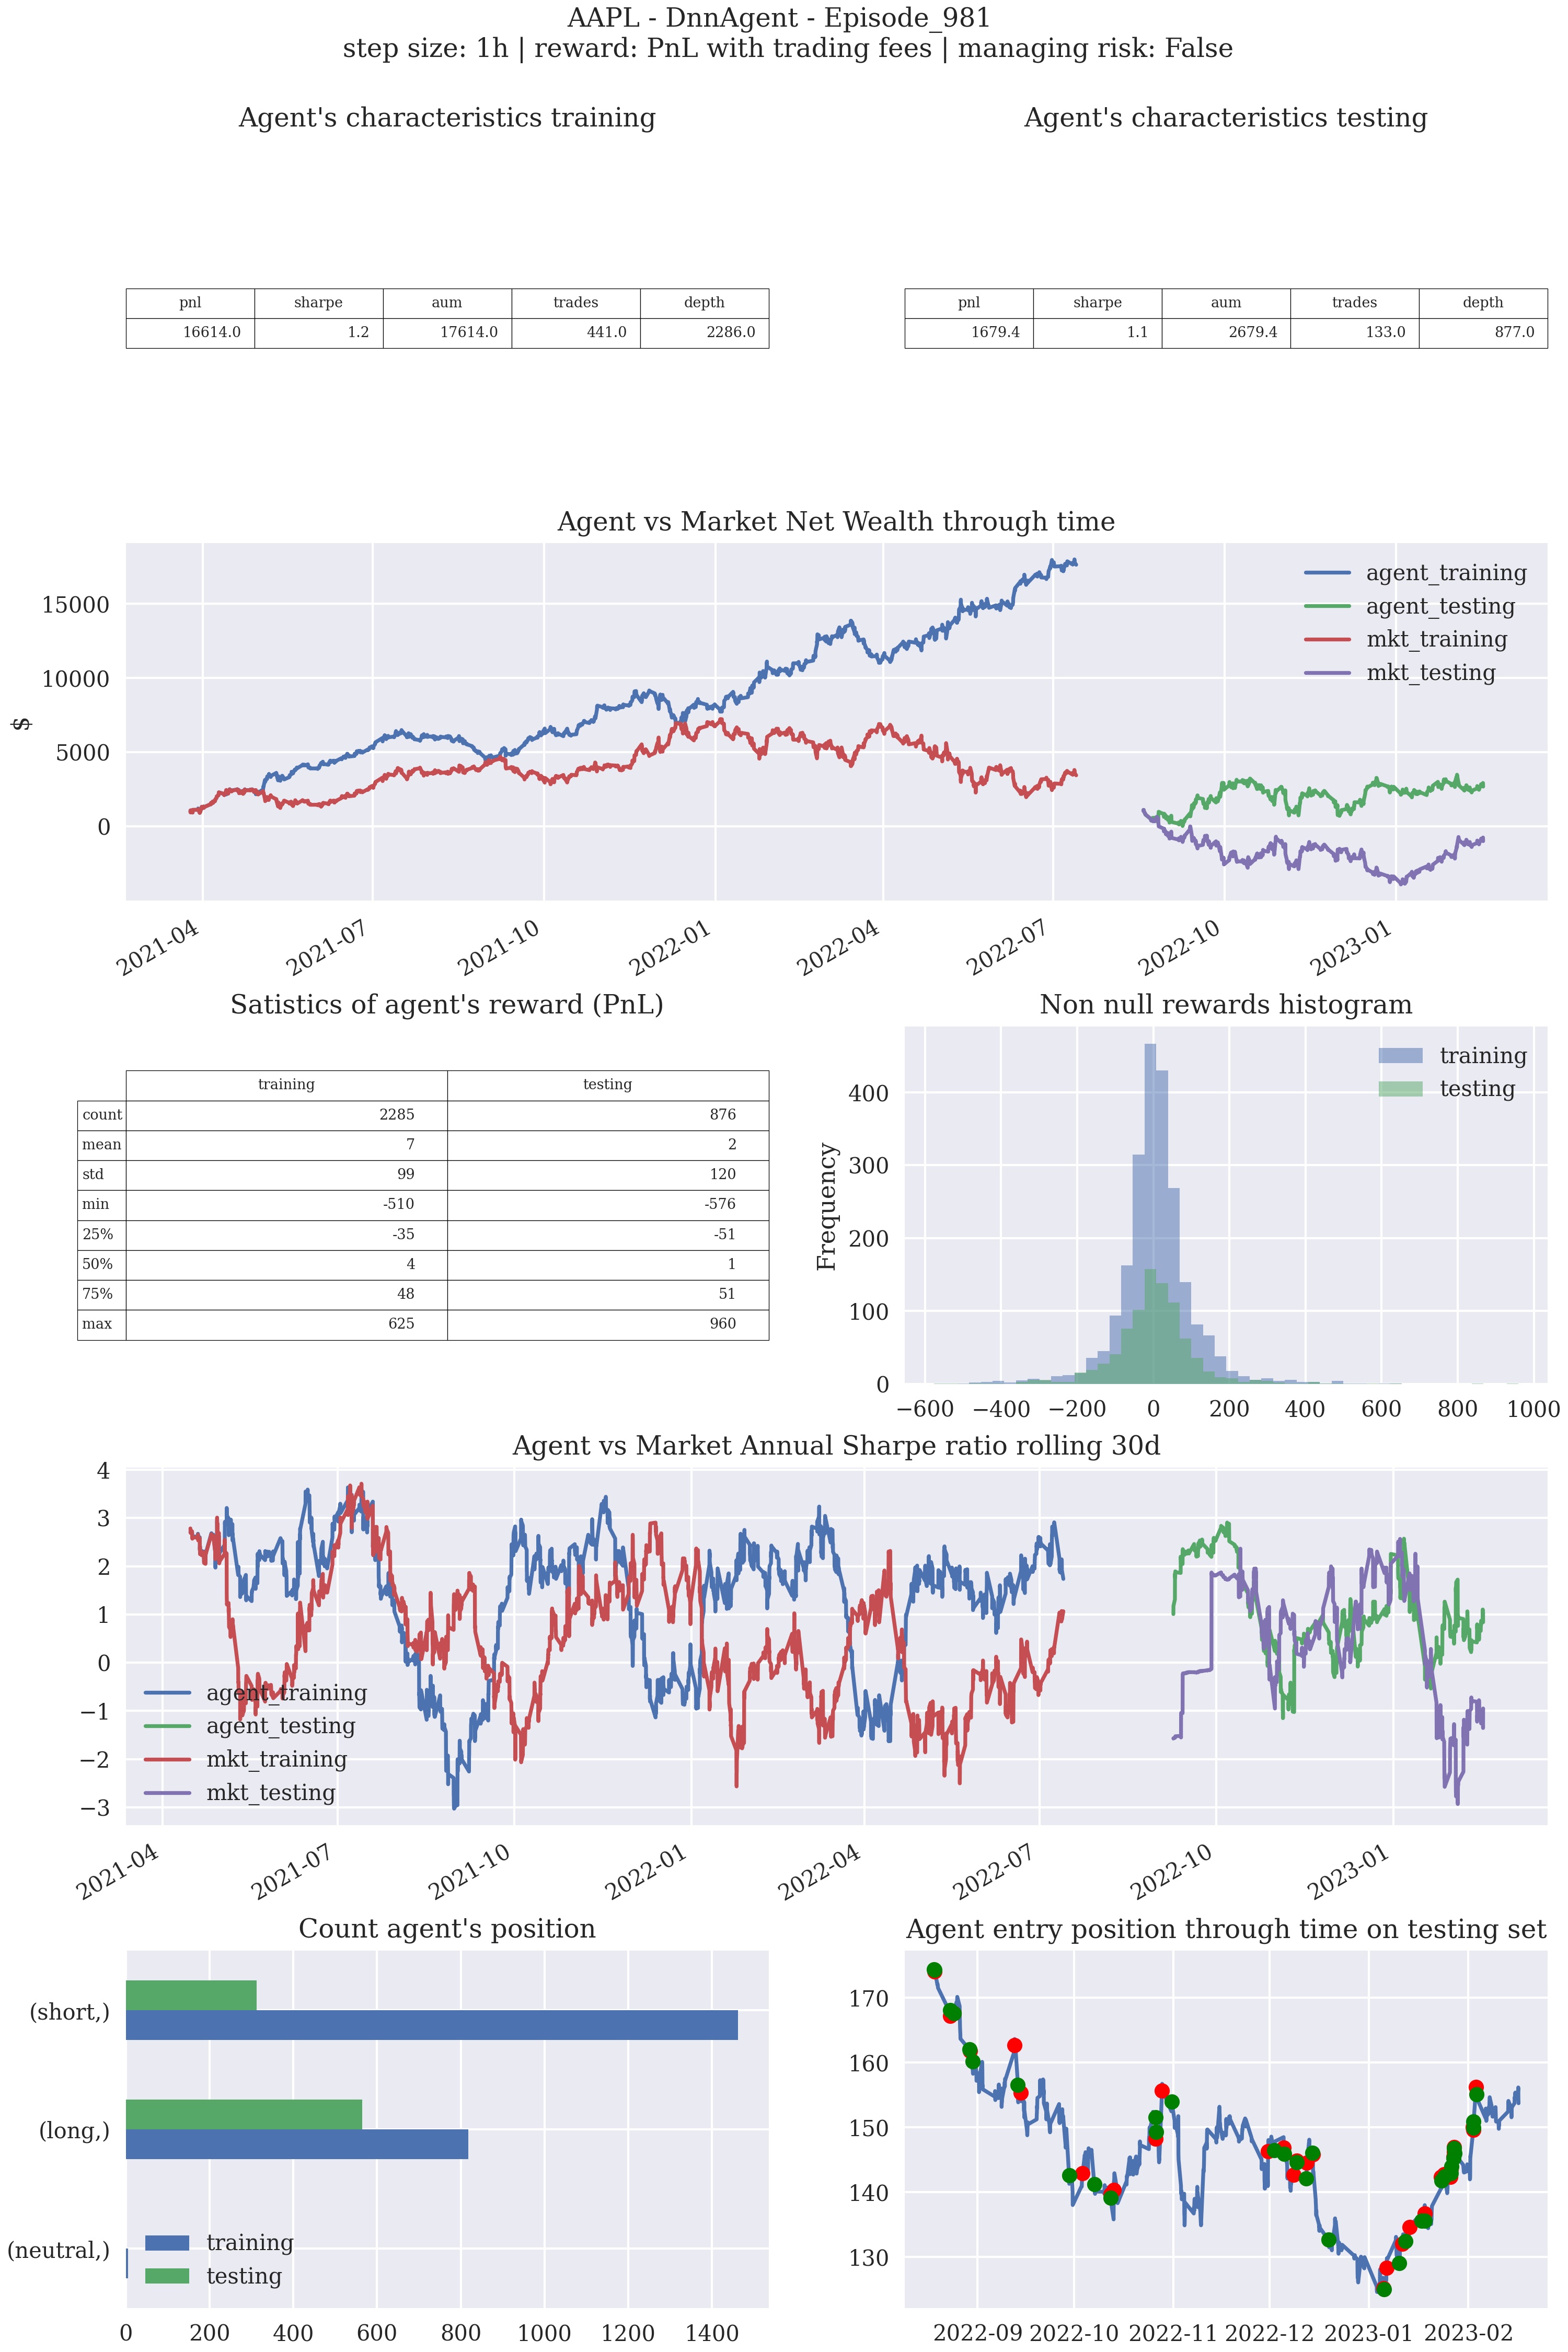 AAPL - DnnAgent - Episode_981
step size: 1h | reward: PnL with trading fees | managing risk: False
Agent's characteristics training
Agent's characteristics testing
pnl sharpe aum trades depth
16614.0 1.2 17614.0 441.0 2286.0
pnl sharpe aum trades depth
1679.4 1.1 2679.4 133.0 877.0
Agent vs Market Net Wealth through time
$
15000
10000
5000
0
agent_training
agent_testing
mkt_training
mkt_testing
2021-04 2021-07 2021-10 2022-01 2022-04 2022-07 2022-10 2023-01
Satistics of agent's reward (PnL)
training testing
count 2285 876
mean 7 2
std 99 120
min -510 -576
25% -35 -51
50% 4 1
75% 48 51
max 625 960
Non null rewards histogram
Frequency
400
300
200
100
0
training
testing
−600 −400 −200 0 200 400 600 800 1000
Agent vs Market Annual Sharpe ratio rolling 30d
4
3
2
1
0
−1
−2
−3
agent_training
agent_testing
mkt_training
mkt_testing
2021-04 2021-07 2021-10 2022-01 2022-04 2022-07 2022-10 2023-01
Count agent's position
(short,)
(long,)
(neutral,)
training
testing
0 200 400 600 800 1000 1200 1400
Agent entry position through time on testing set
170
160
150
140
130
2022-09 2022-10 2022-11 2022-12 2023-01 2023-02